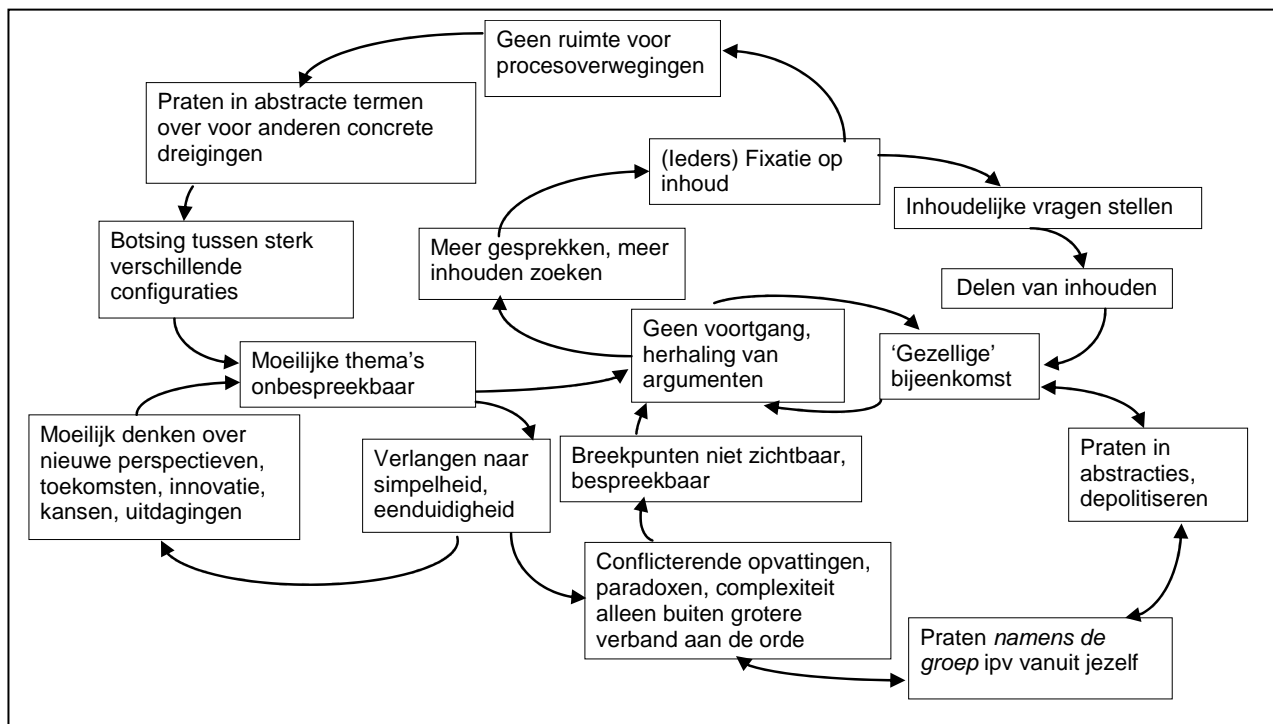 Geen ruimte voor
procesoverwegingen
Praten in abstracte termen
over voor anderen concrete
dreigingen
(Ieders) Fixatie op
inhoud
Inhoudelijke vragen stellen
Botsing tussen sterk
verschillende
configuraties
Meer gesprekken, meer
inhouden zoeken
Delen van inhouden
Geen voortgang,
herhaling van
argumenten
'Gezellige'
bijeenkomst
Moeilijke thema's
onbespreekbaar
Moeilijk denken over
nieuwe perspectieven,
toekomsten, innovatie,
kansen, uitdagingen
Verlangen naar
simpelheid,
eenduidigheid
Breekpunten niet zichtbaar,
bespreekbaar
Praten in
abstracties,
depolitiseren
Conflicterende opvattingen,
paradoxen, complexiteit
alleen buiten grotere
verband aan de orde
Praten namens de
groep ipv vanuit jezelf